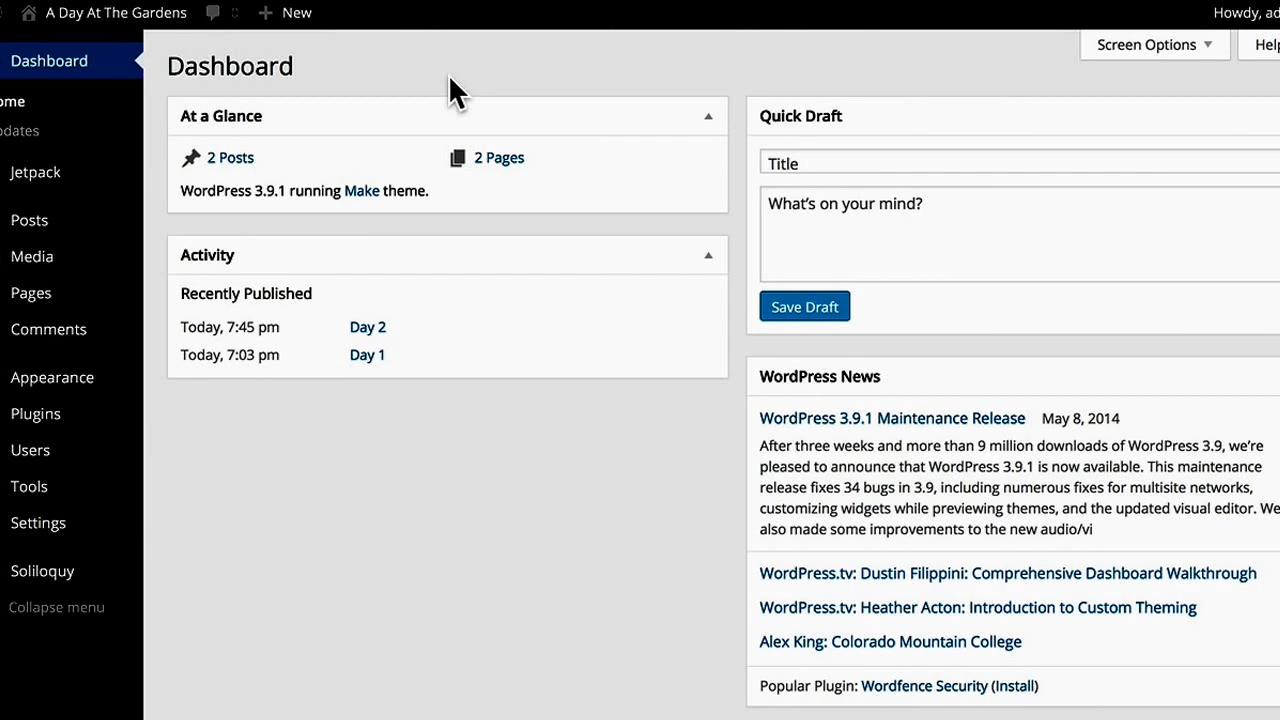 A Day At The Gardens
New
Howdy, ad
Dashboard
ome
pdates
Jetpack
Posts
Media
Pages
Comments
Appearance
Plugins
Users
Tools
Settings
Soliloquy
Collapse menu
Screen Options
Help
Dashboard
At a Glance
2 Posts
2 Pages
WordPress 3.9.1 running Make theme.
Activity
Recently Published
Today, 7:45 pm Day 2
Today, 7:03 pm Day 1
Quick Draft
Title
What's on your mind?
Save Draft
WordPress News
WordPress 3.9.1 Maintenance Release May 8, 2014
After three weeks and more than 9 million downloads of WordPress 3.9, we're
pleased to announce that WordPress 3.9.1 is now available. This maintenance
release fixes 34 bugs in 3.9, including numerous fixes for multisite networks,
customizing widgets while previewing themes, and the updated visual editor. We
also made some improvements to the new audio/vi
WordPress.tv: Dustin Filippini: Comprehensive Dashboard Walkthrough
WordPress.tv: Heather Acton: Introduction to Custom Theming
Alex King: Colorado Mountain College
Popular Plugin: Wordfence Security (Install)